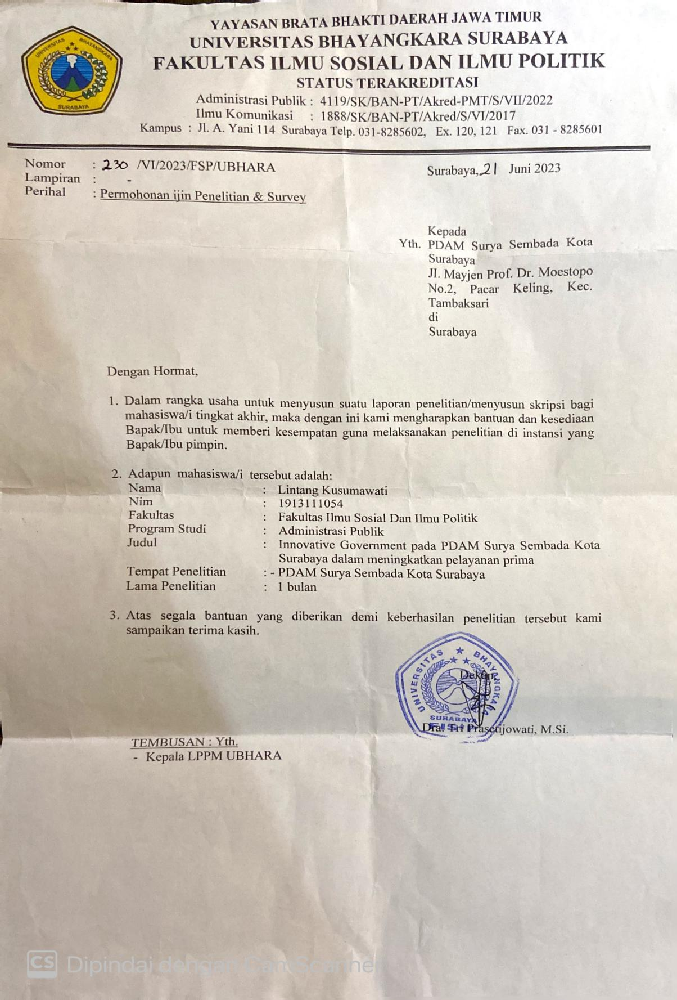 YAYASAN BRATA BHAKTI DAERAH JAWA TIMUR
UNIVERSITAS BHAYANGKARA SURABAYA
FAKULTAS ILMU SOSIAL DAN ILMU POLITIK
STATUS TERAKREDITASI
Administrasi Publik : 4119/SK/BAN-PT/Akred-PMT/S/VII/2022
Ilmu Komunikasi : 1888/SK/BAN-PT/Akred/S/VI/2017
Kampus : Jl. A. Yani 114 Surabaya Telp. 031-8285602, Ex. 120, 121 Fax. 031 - 8285601
UNIVERSITAS BHAYANGKARA
SURABAYA
Nomor : 230 /VI/2023/FSP/UBHARA
Lampiran : -
Perihal : Permohonan ijin Penelitian & Survey
Surabaya, 21 Juni 2023
Kepada
Yth. PDAM Surya Sembada Kota
Surabaya
JI. Mayjen Prof. Dr. Moestopo
No.2, Pacar Keling, Kec.
Tambaksari
di
Surabaya
Dengan Hormat,
1. Dalam rangka usaha untuk menyusun suatu laporan penelitian/menyusun skripsi bagi
mahasiswa/i tingkat akhir, maka dengan ini kami mengharapkan bantuan dan kesediaan
Bapak/Ibu untuk memberi kesempatan guna melaksanakan penelitian di instansi yang
Bapak/Ibu pimpin.
2. Adapun mahasiswa/i tersebut adalah:
Nama : Lintang Kusumawati
Nim : 1913111054
Fakultas : Fakultas Ilmu Sosial Dan Ilmu Politik
Program Studi : Administrasi Publik
Judul : Innovative Government pada PDAM Surya Sembada Kota
Surabaya dalam meningkatkan pelayanan prima
Tempat Penelitian : - PDAM Surya Sembada Kota Surabaya
Lama Penelitian : 1 bulan
3. Atas segala bantuan yang diberikan demi keberhasilan penelitian tersebut kami
sampaikan terima kasih.
UNIVERSITAS BHAYANGKARA
SURABAYA
FISIP
Dekan,
Dra. Tri Prasetijowati, M.Si.
TEMBUSAN : Yth.
- Kepala LPPM UBHARA
CS Dipindai dengan CamScanner